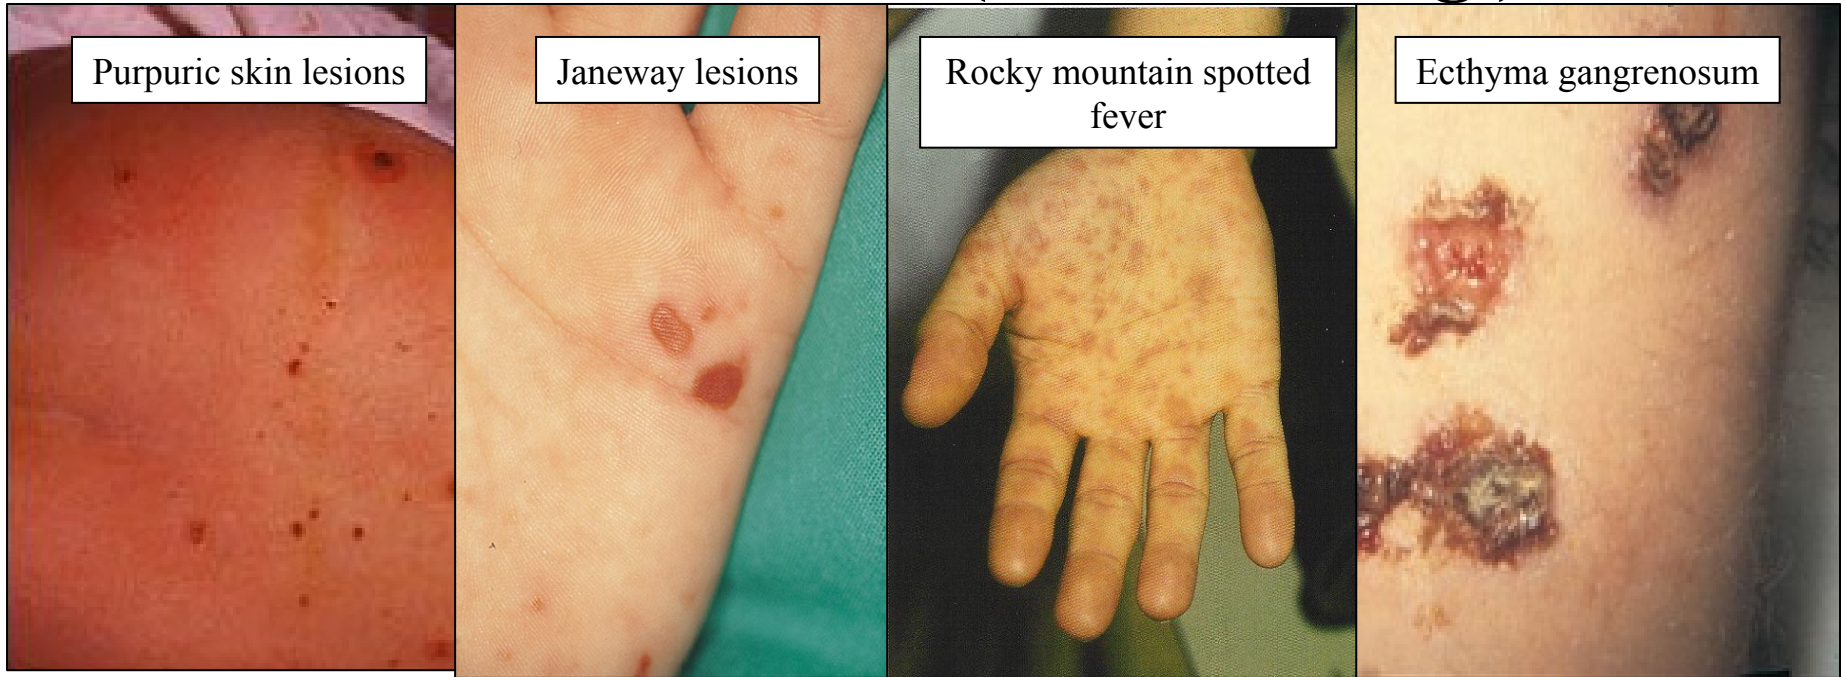 Purpuric skin lesions
Janeway lesions
Rocky mountain spotted
fever
Ecthyma gangrenosum